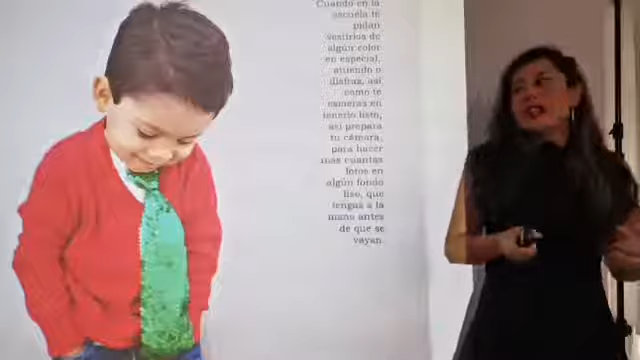 Cuando en la
escuela te
pidan
vestirlos de
algún color
en especial,
atuendo o
disfraz, así
como te
esmeras en
tenerlo listo,
así prepara
tu cámara,
para hacer
unas cuantas
fotos en
algún fondo
liso, que
tengas a la
mano antes
de que se
vayan.